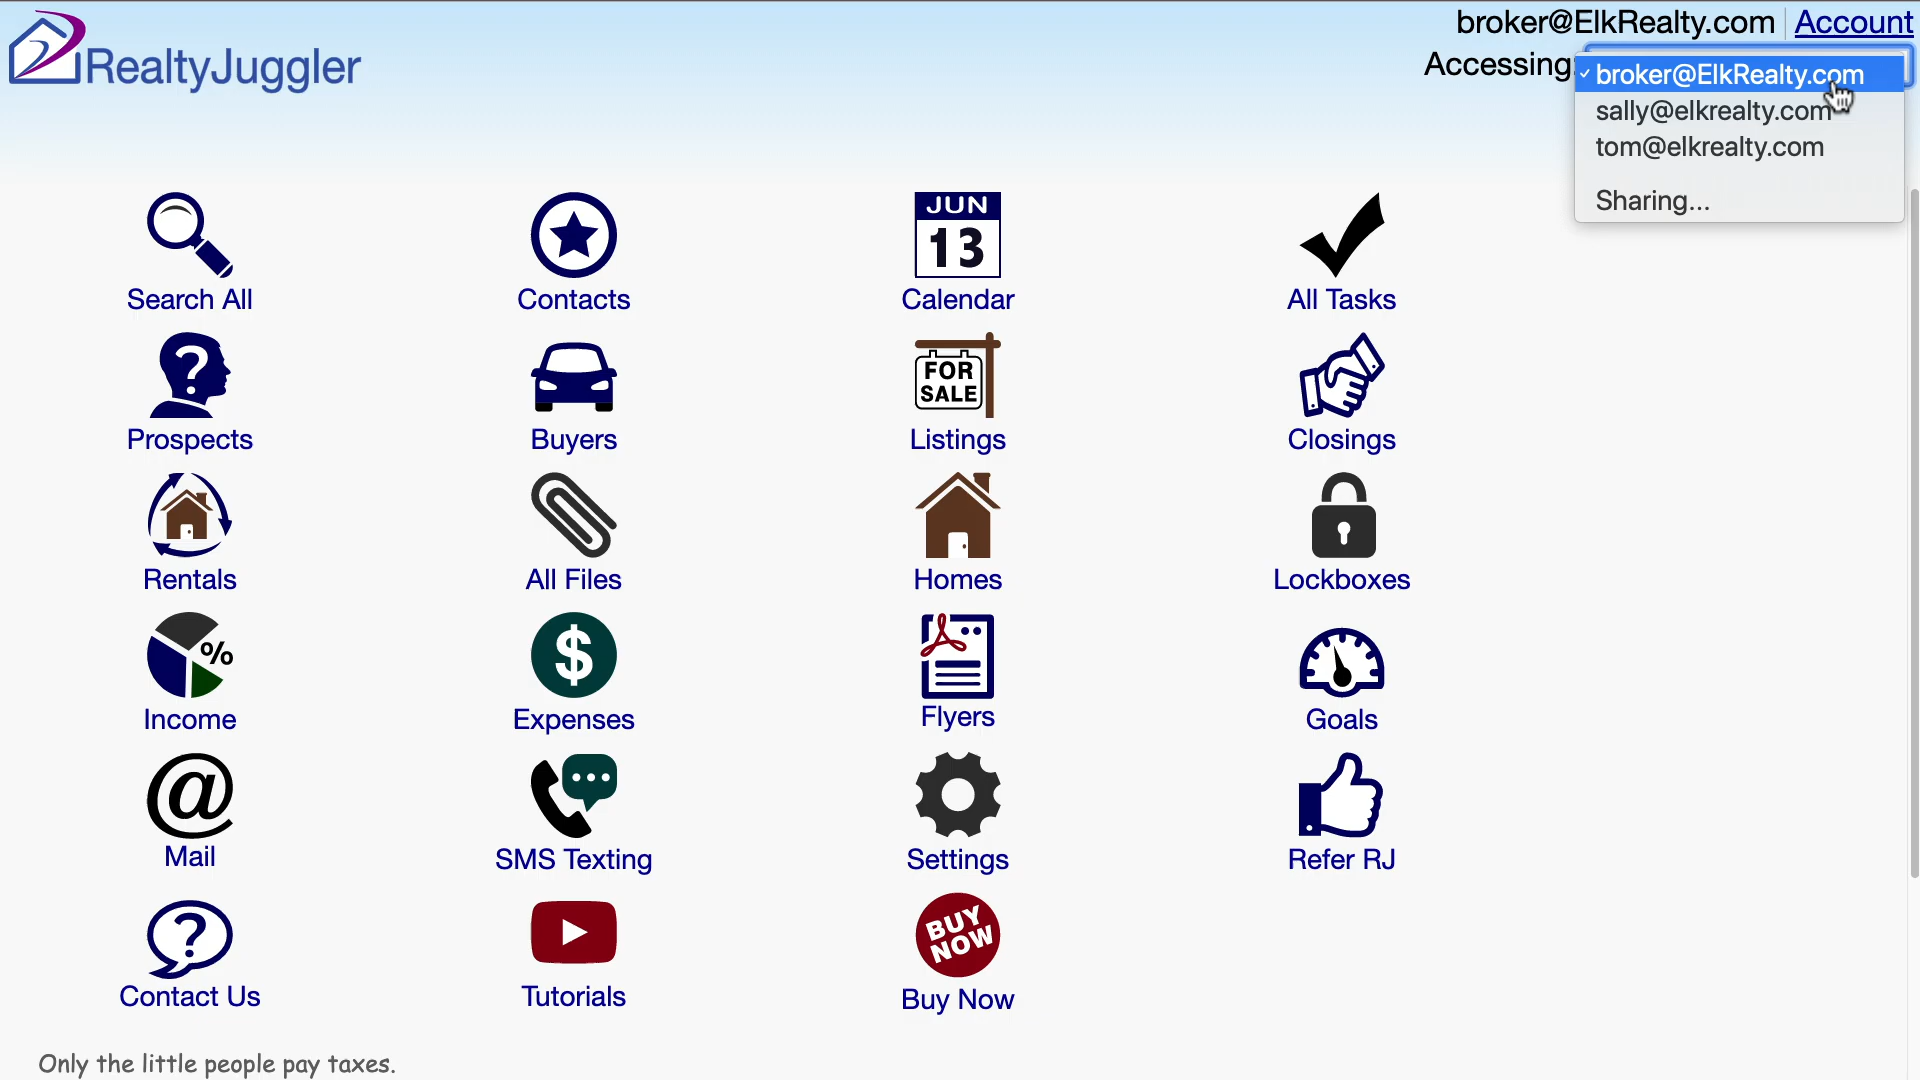 broker@ElkRealty.com Account
RealtyJuggler
Accessing:
✓ broker@ElkRealty.com
sally@elkrealty.com
tom@elkrealty.com
Sharing...
JUN
13
Search All Contacts Calendar All Tasks
?
FOR
SALE
Prospects Buyers Listings Closings
Rentals All Files Homes Lockboxes
% $
Income Expenses Flyers Goals
@
Mail SMS Texting Settings Refer RJ
?
BUY
NOW
Contact Us Tutorials Buy Now
Only the little people pay taxes.